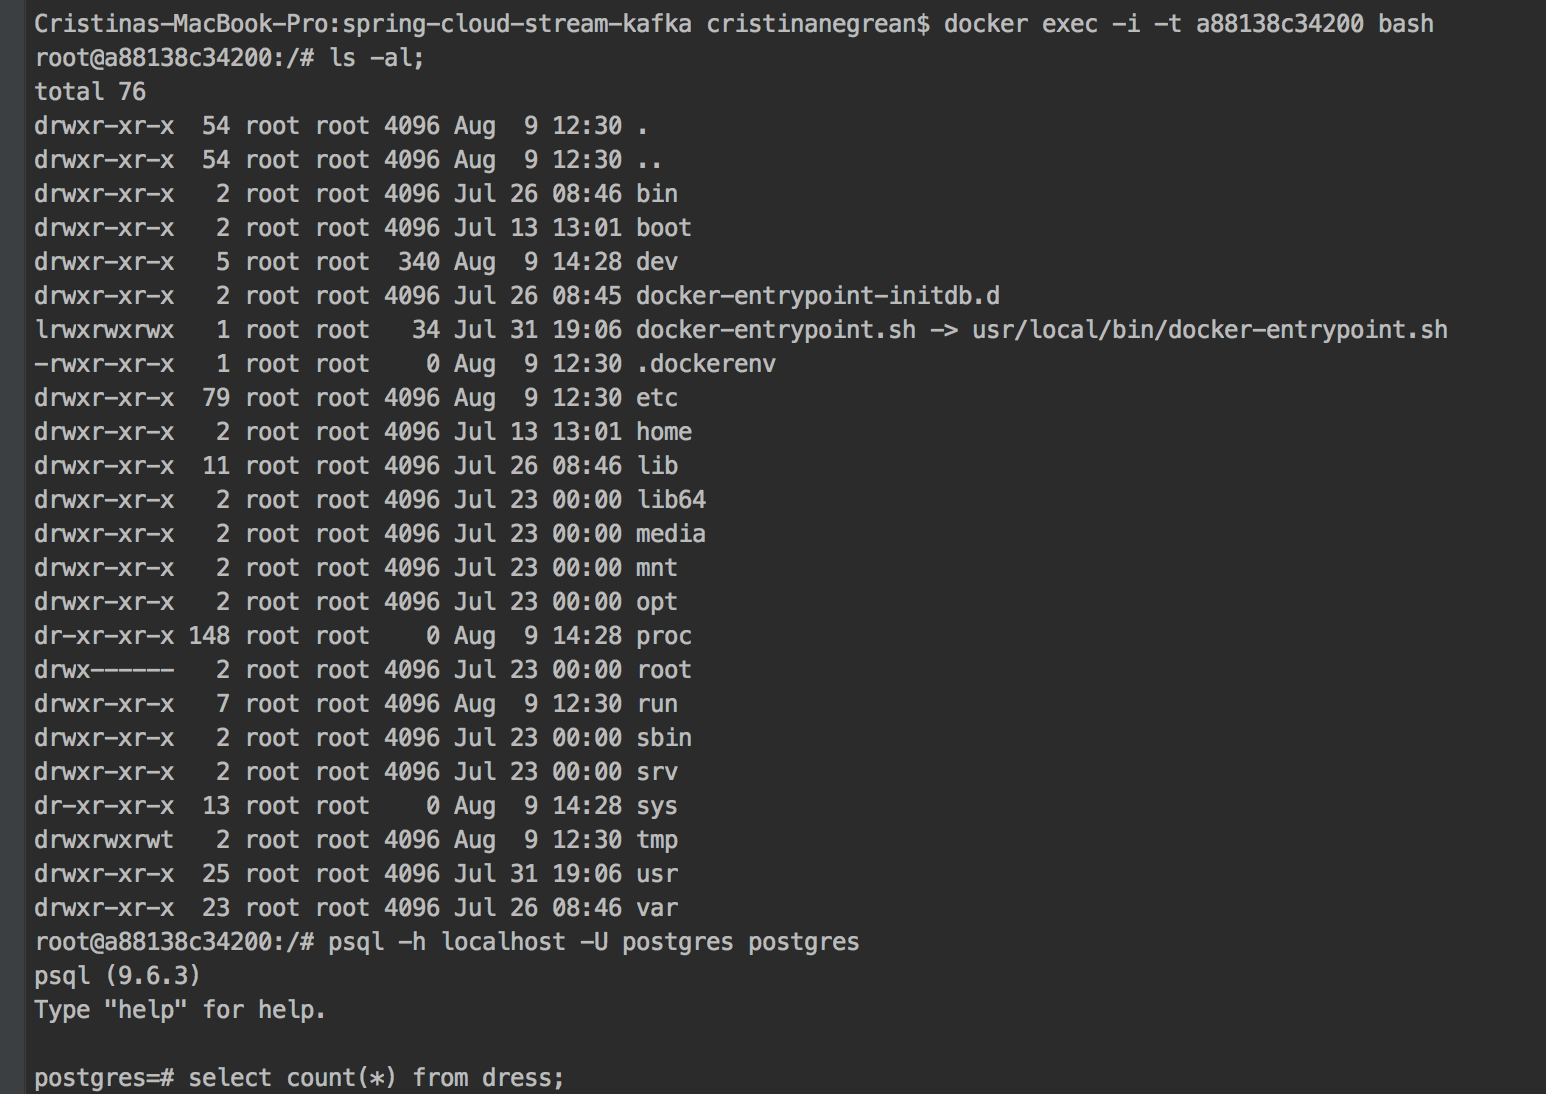 Cristinas-MacBook-Pro:spring-cloud-stream-kafka cristinanegrean$ docker exec -i -t a88138c34200 bash
root@a88138c34200:/# ls -al;
total 76
drwxr-xr-x  54 root root 4096 Aug  9 12:30 .
drwxr-xr-x  54 root root 4096 Aug  9 12:30 ..
drwxr-xr-x   2 root root 4096 Jul 26 08:46 bin
drwxr-xr-x   2 root root 4096 Jul 13 13:01 boot
drwxr-xr-x   5 root root  340 Aug  9 14:28 dev
drwxr-xr-x   2 root root 4096 Jul 26 08:45 docker-entrypoint-initdb.d
lrwxrwxrwx   1 root root   34 Jul 31 19:06 docker-entrypoint.sh -> usr/local/bin/docker-entrypoint.sh
-rwxr-xr-x   1 root root    0 Aug  9 12:30 .dockerenv
drwxr-xr-x  79 root root 4096 Aug  9 12:30 etc
drwxr-xr-x   2 root root 4096 Jul 13 13:01 home
drwxr-xr-x  11 root root 4096 Jul 26 08:46 lib
drwxr-xr-x   2 root root 4096 Jul 23 00:00 lib64
drwxr-xr-x   2 root root 4096 Jul 23 00:00 media
drwxr-xr-x   2 root root 4096 Jul 23 00:00 mnt
drwxr-xr-x   2 root root 4096 Jul 23 00:00 opt
dr-xr-xr-x 148 root root    0 Aug  9 14:28 proc
drwx------   2 root root 4096 Jul 23 00:00 root
drwxr-xr-x   7 root root 4096 Aug  9 12:30 run
drwxr-xr-x   2 root root 4096 Jul 23 00:00 sbin
drwxr-xr-x   2 root root 4096 Jul 23 00:00 srv
dr-xr-xr-x  13 root root    0 Aug  9 14:28 sys
drwxrwxrwt   2 root root 4096 Aug  9 12:30 tmp
drwxr-xr-x  25 root root 4096 Jul 31 19:06 usr
drwxr-xr-x  23 root root 4096 Jul 26 08:46 var
root@a88138c34200:/# psql -h localhost -U postgres postgres
psql (9.6.3)
Type "help" for help.

postgres=# select count(*) from dress;